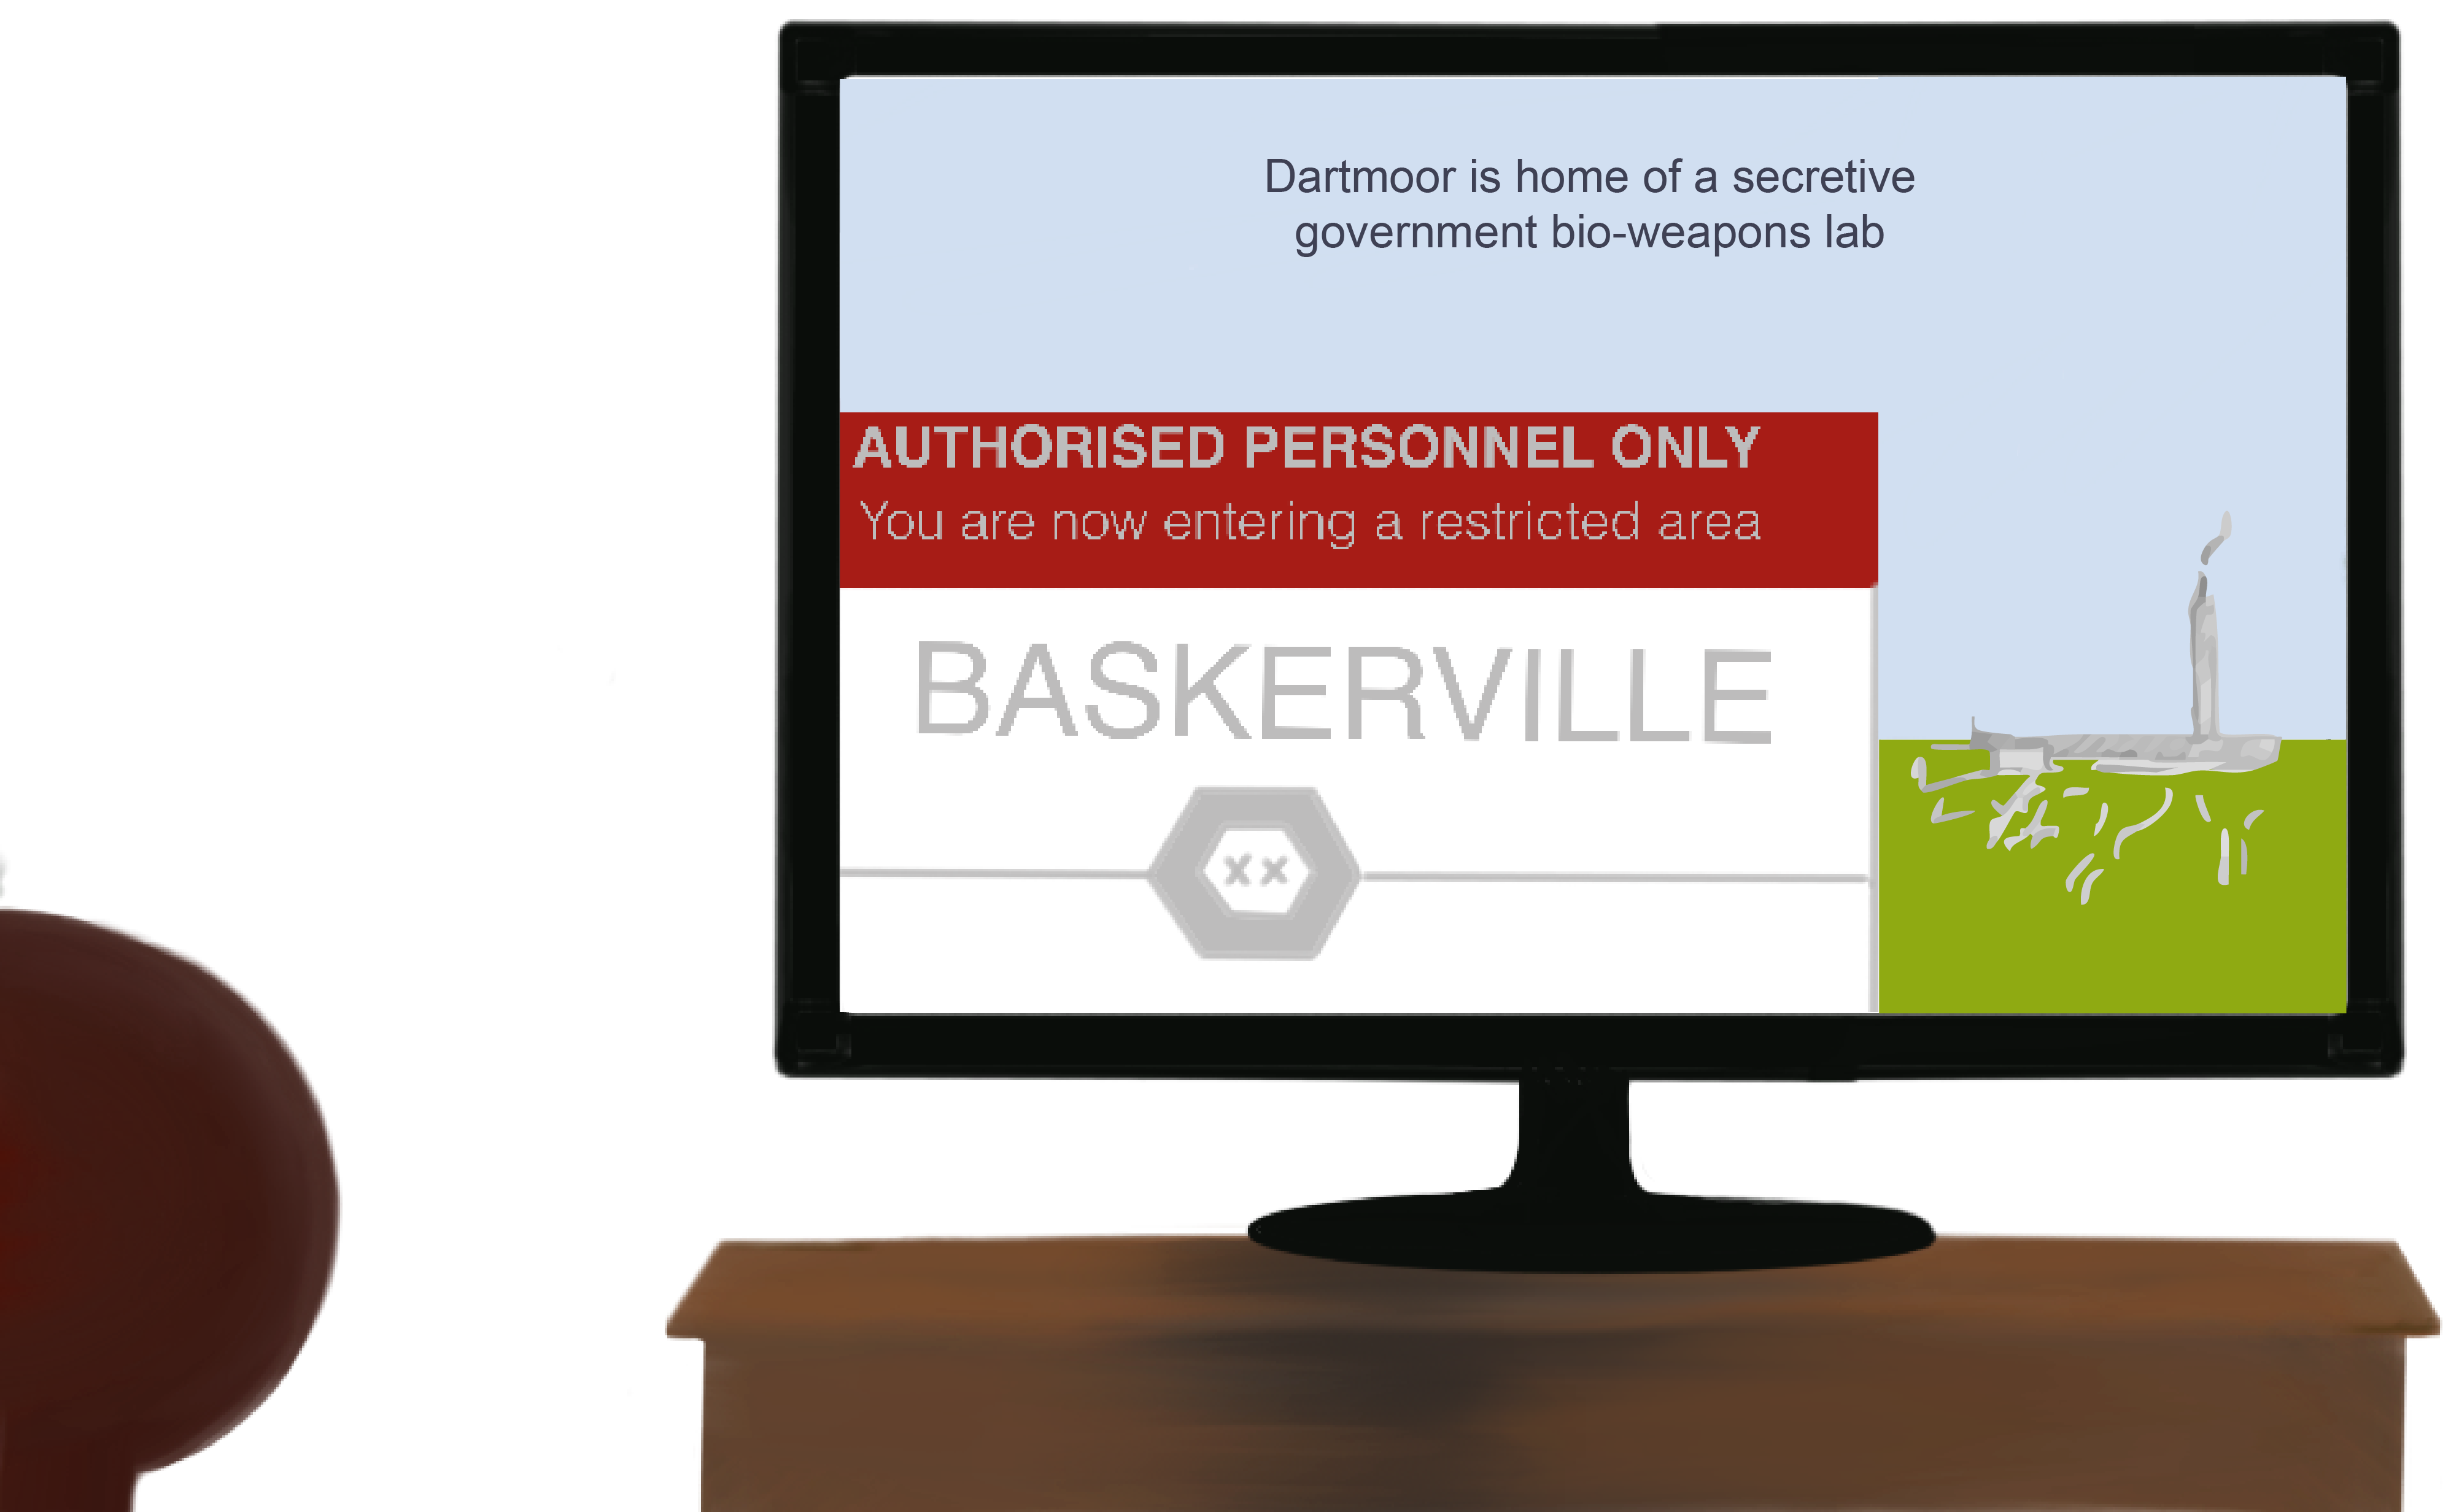 Dartmoor is home of a secretive
government bio-weapons lab
AUTHORISED PERSONNEL ONLY
You are now entering a restricted area
BASKERVILLE
xx